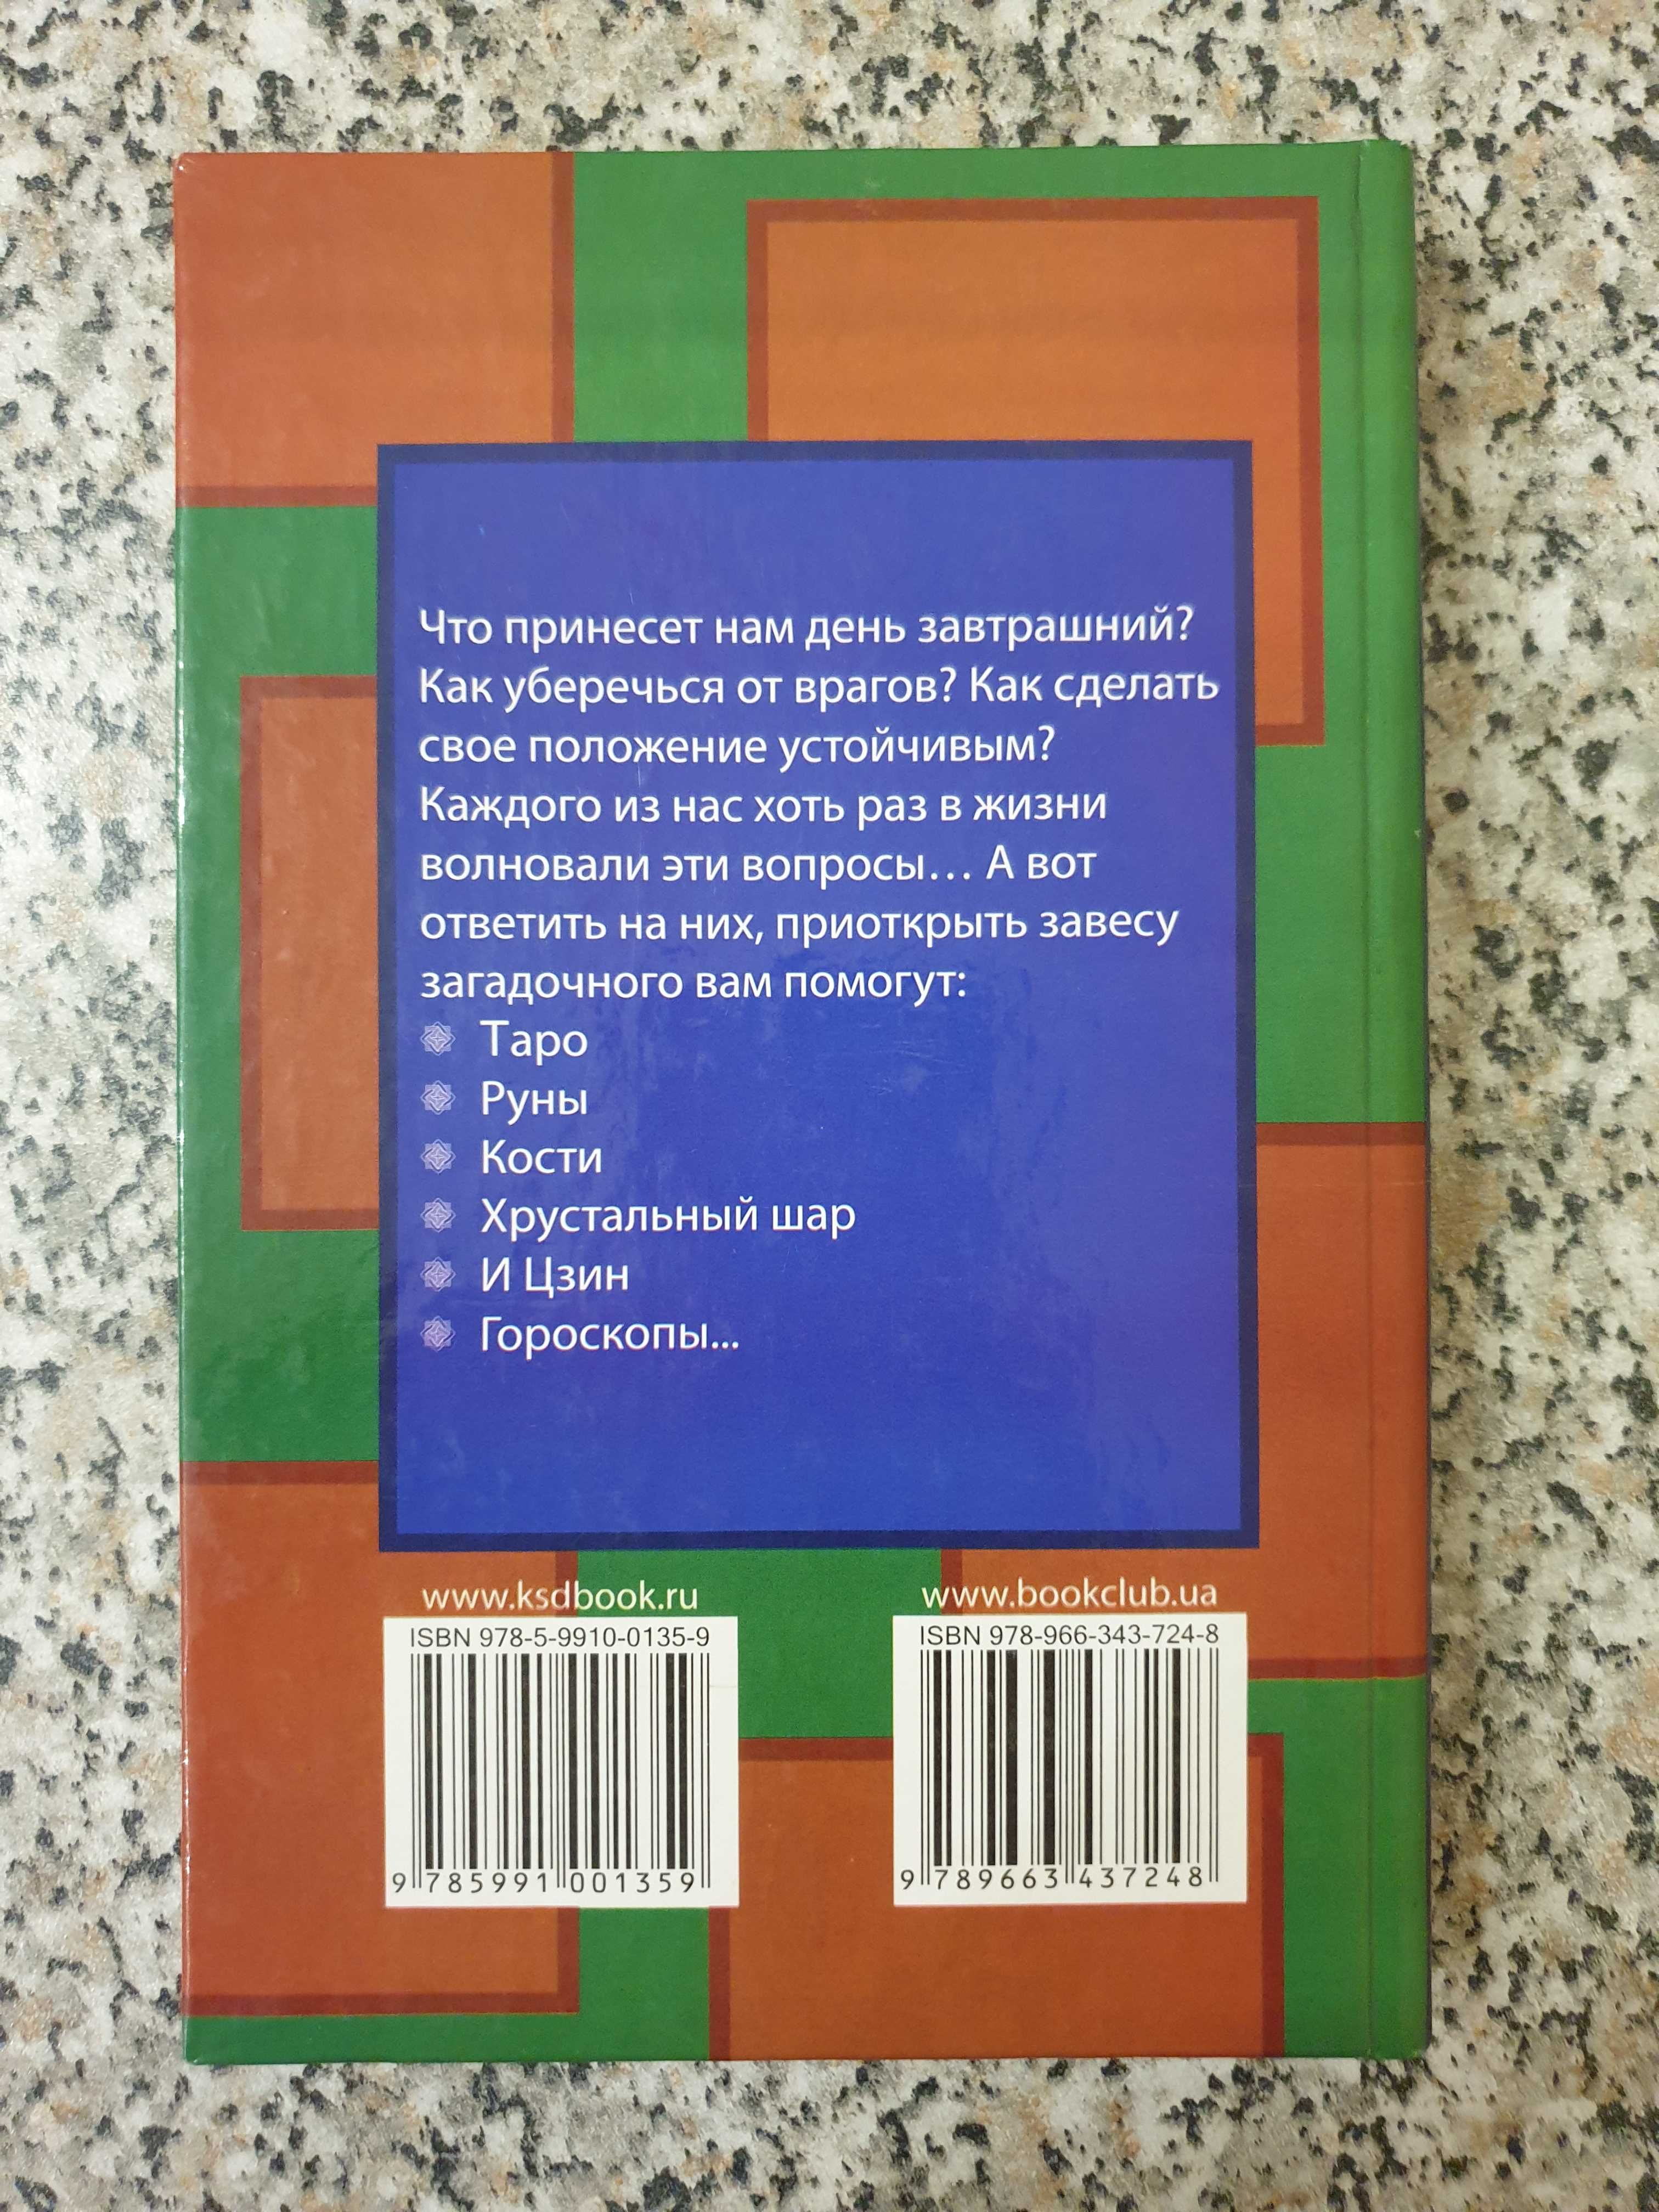 Что принесет нам день завтрашний?
Как уберечься от врагов? Как сделать
свое положение устойчивым?
Каждого из нас хоть раз в жизни
волновали эти вопросы… А вот
ответить на них, приоткрыть завесу
загадочного вам помогут:
Таро
Руны
Кости
Хрустальный шар
И Цзин
Гороскопы...
www.ksdbook.ru
ISBN 978-5-9910-0135-9
9 785991 001359
www.bookclub.ua
ISBN 978-966-343-724-8
9 789663 437248